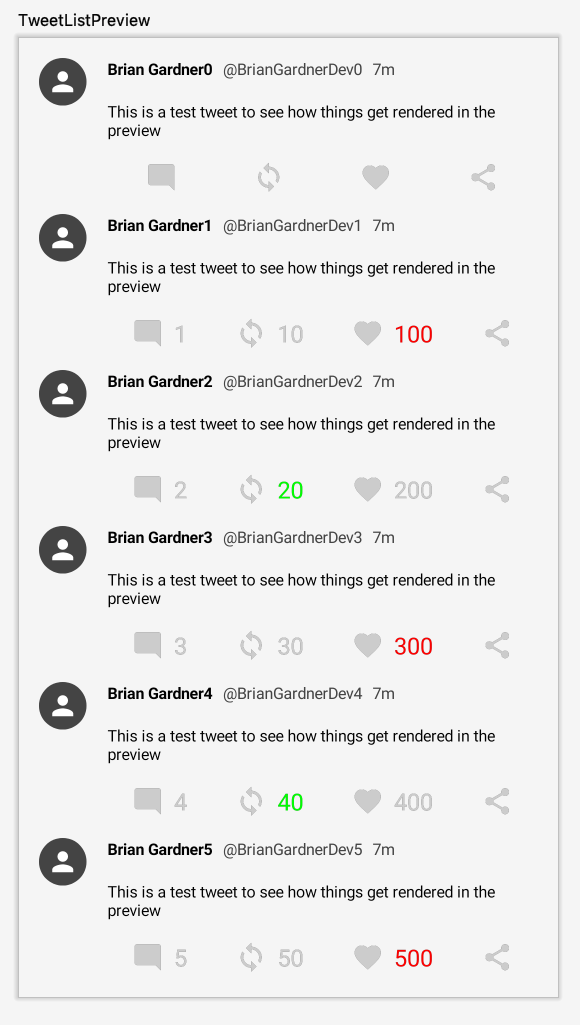 TweetListPreview
Brian Gardner0 @BrianGardnerDev0 7m
This is a test tweet to see how things get rendered in the
preview
Brian Gardner1 @BrianGardnerDev1 7m
This is a test tweet to see how things get rendered in the
preview
1 10 100
Brian Gardner2 @BrianGardnerDev2 7m
This is a test tweet to see how things get rendered in the
preview
2 20 200
Brian Gardner3 @BrianGardnerDev3 7m
This is a test tweet to see how things get rendered in the
preview
3 30 300
Brian Gardner4 @BrianGardnerDev4 7m
This is a test tweet to see how things get rendered in the
preview
4 40 400
Brian Gardner5 @BrianGardnerDev5 7m
This is a test tweet to see how things get rendered in the
preview
5 50 500